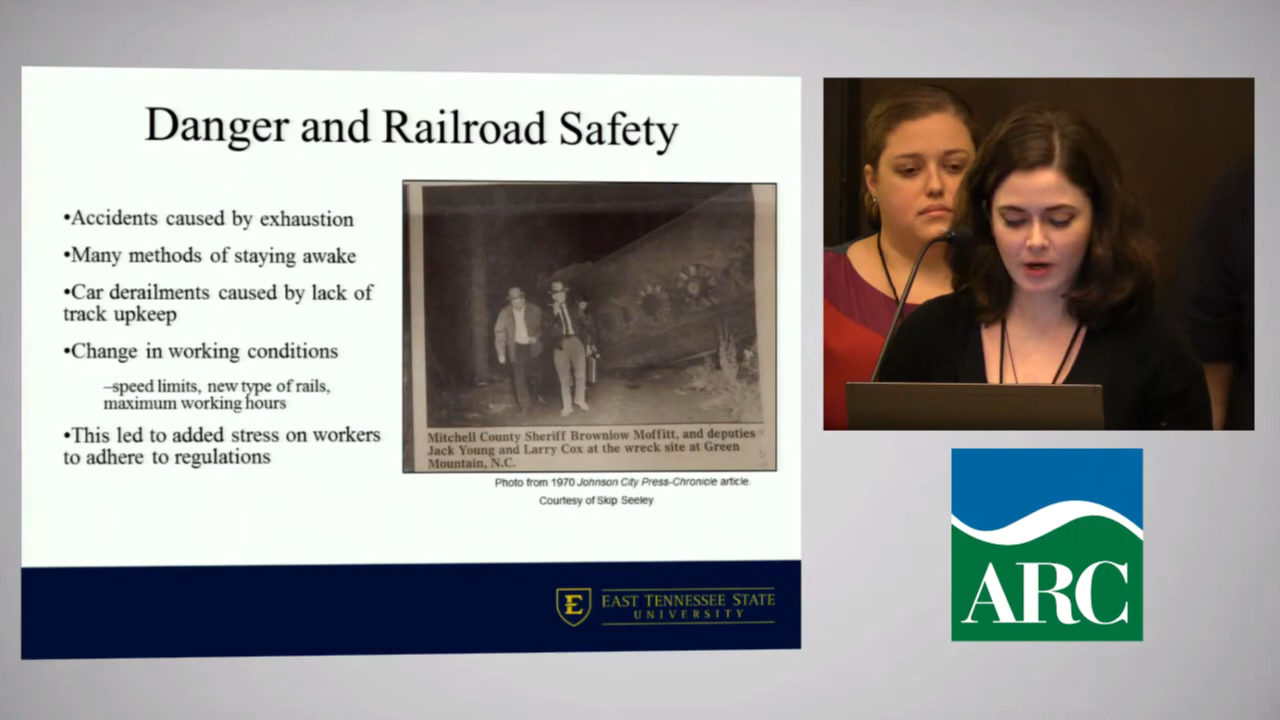 Danger and Railroad Safety
•Accidents caused by exhaustion
•Many methods of staying awake
•Car derailments caused by lack of
track upkeep
•Change in working conditions
–speed limits, new type of rails,
maximum working hours
•This led to added stress on workers
to adhere to regulations
Mitchell County Sheriff Brownlow Moffitt, and deputies
Jack Young and Larry Cox at the wreck site at Green
Mountain, N.C.
Photo from 1970 Johnson City Press-Chronicle article.
Courtesy of Skip Seeley
E
EAST TENNESSEE STATE
UNIVERSITY
ARC